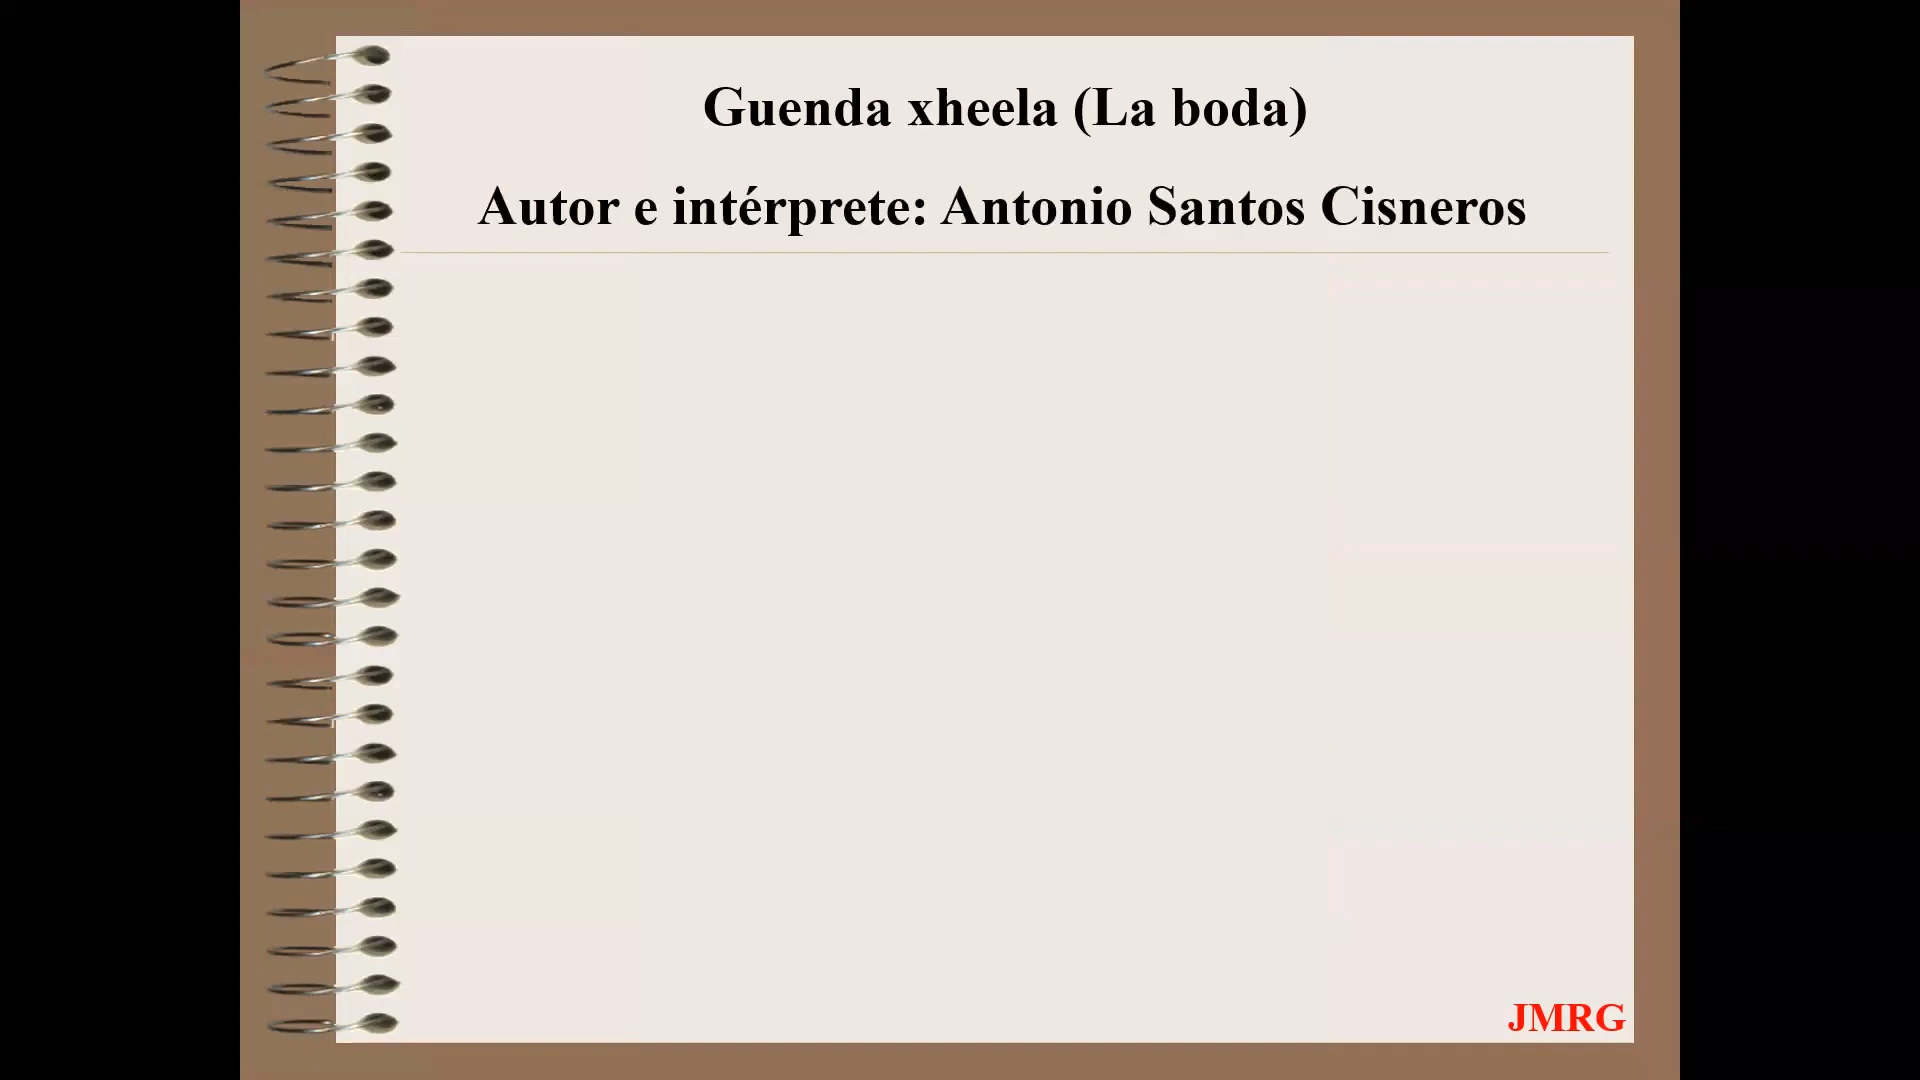 Guenda xheela (La boda)
Autor e intérprete: Antonio Santos Cisneros
JMRG